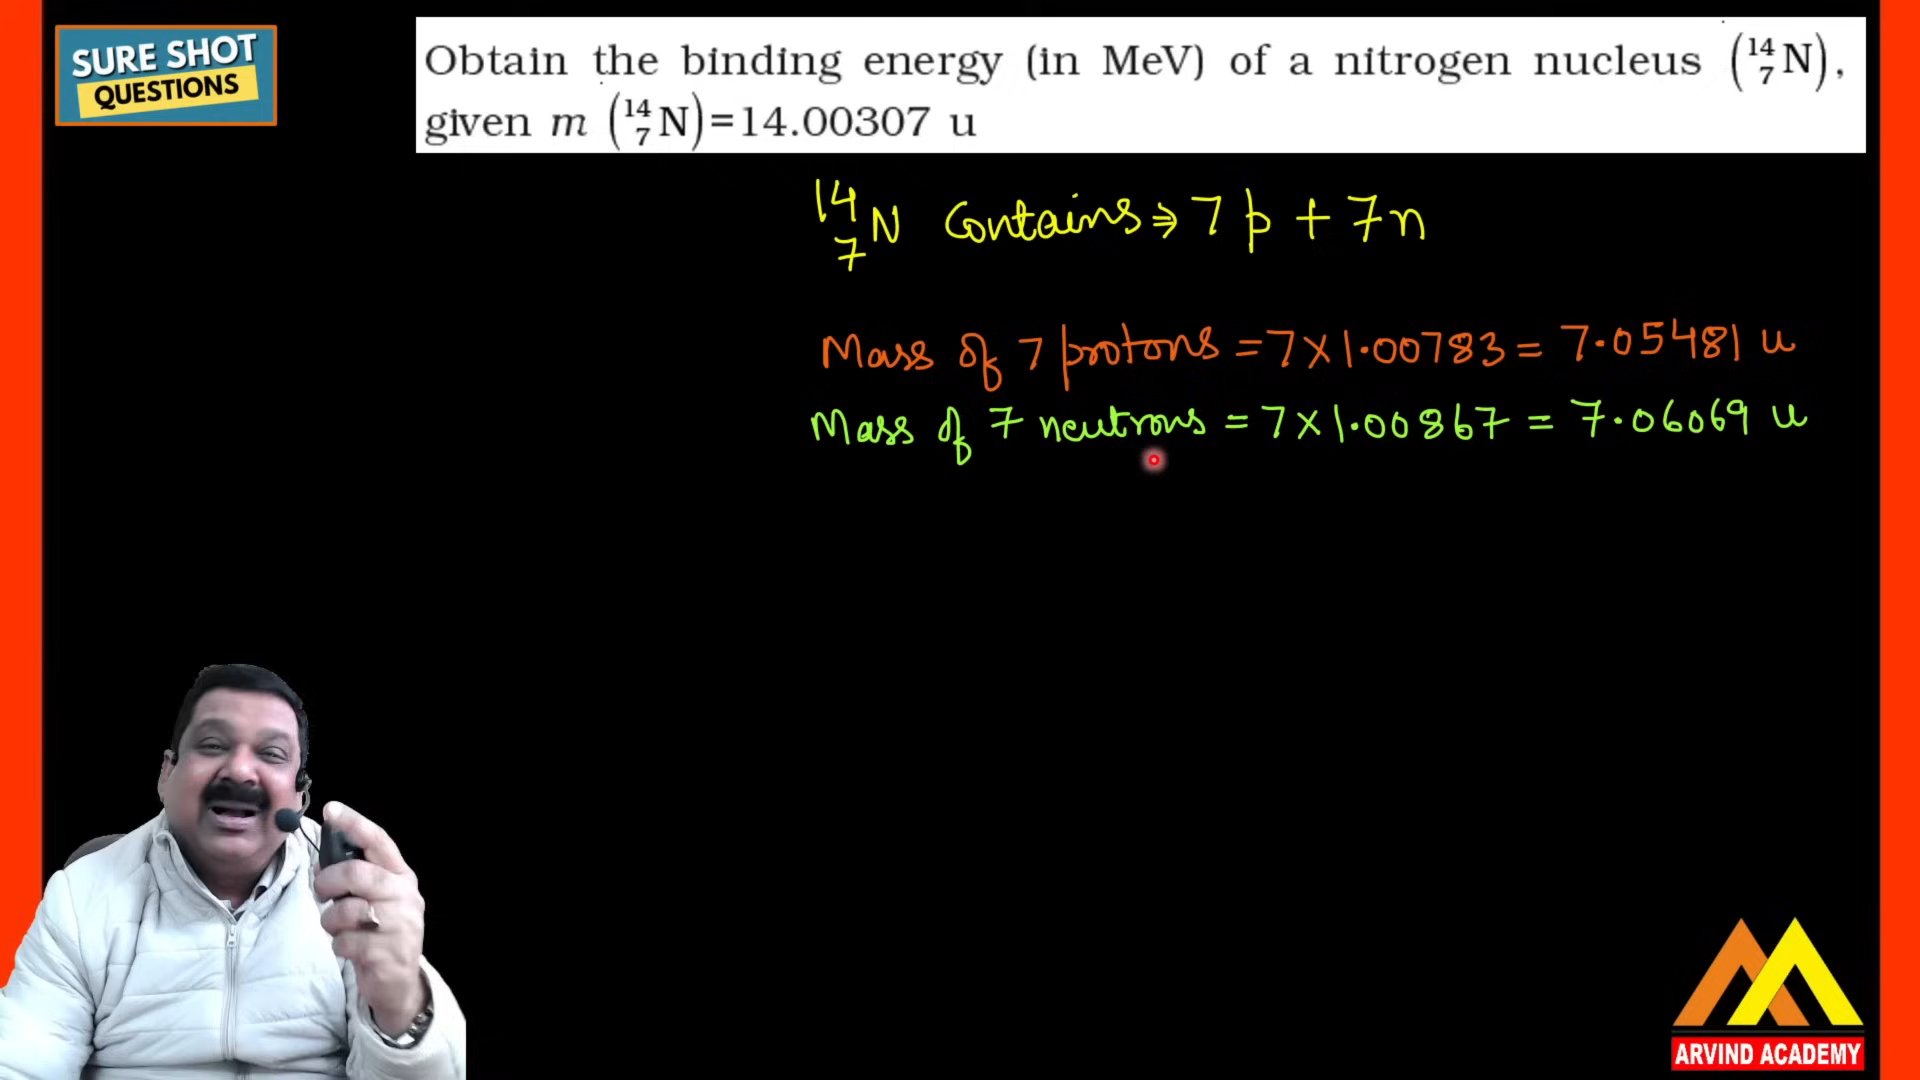 SURE SHOT
QUESTIONS
Obtain the binding energy (in MeV) of a nitrogen nucleus (¹⁴₇N),
given m (¹⁴₇N)=14.00307 u
¹⁴₇N Contains ⇒ 7 p + 7n
Mass of 7 protons = 7 X 1.00783 = 7.05481 u
Mass of 7 neutrons = 7 X 1.00867 = 7.06069 u
ARVIND ACADEMY